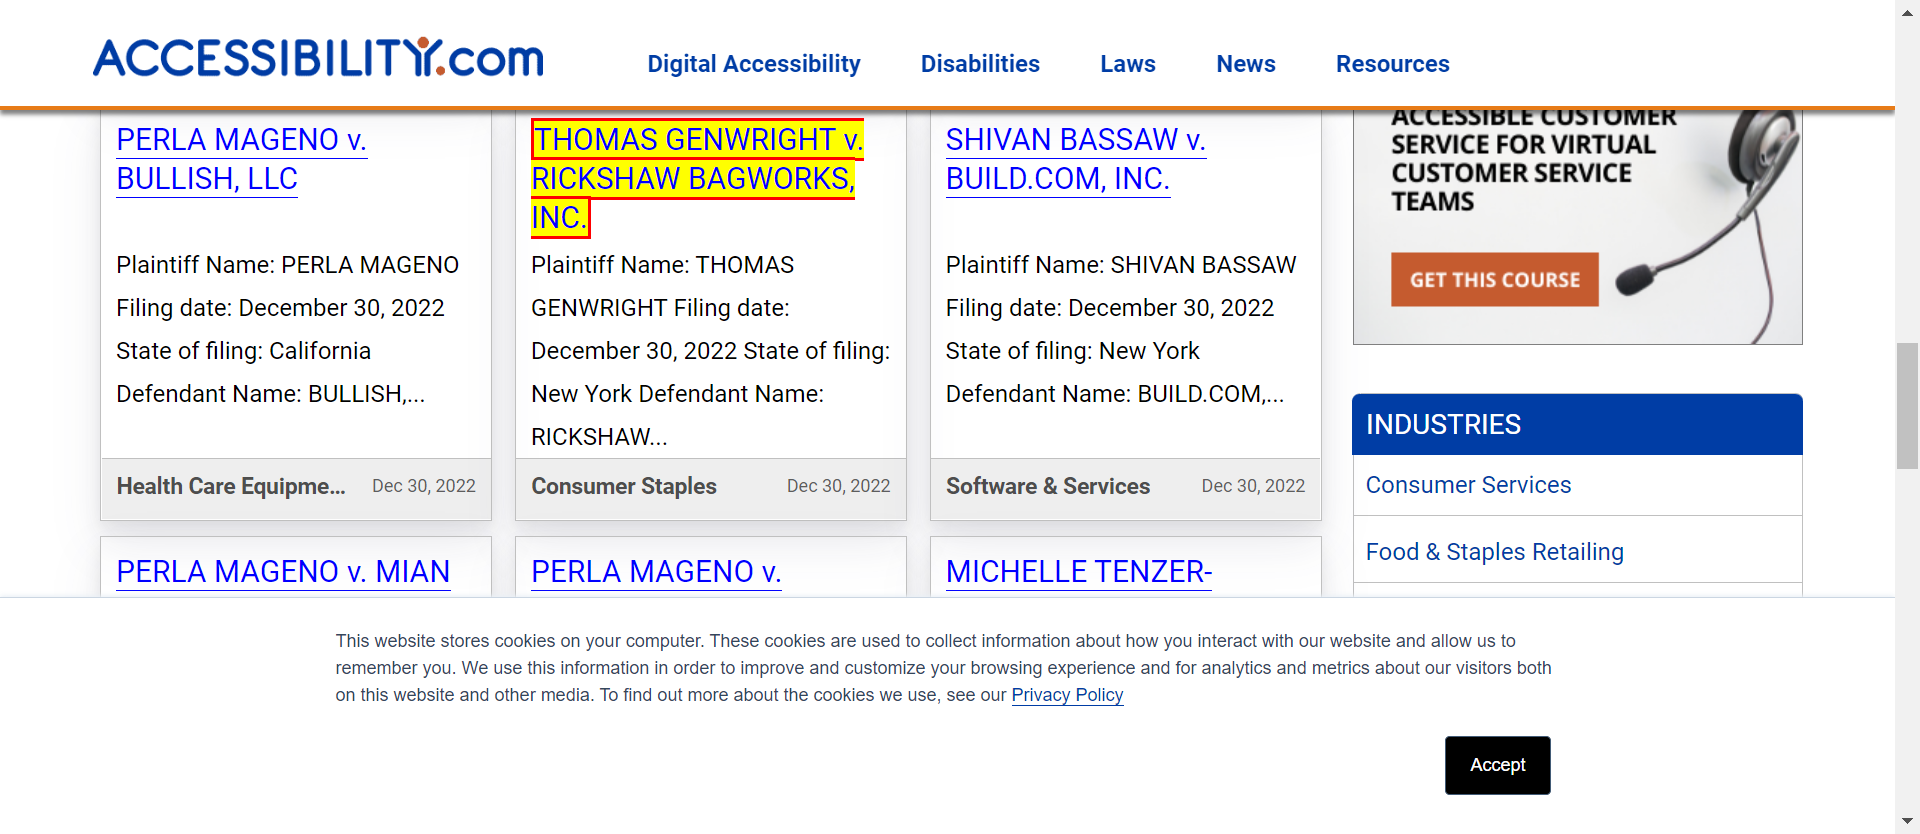 ACCESSIBILITY.com
Digital Accessibility
Disabilities
Laws
News
Resources
PERLA MAGENO v.
BULLISH, LLC
Plaintiff Name: PERLA MAGENO
Filing date: December 30, 2022
State of filing: California
Defendant Name: BULLISH,...
Health Care Equipme...
Dec 30, 2022
THOMAS GENWRIGHT v.
RICKSHAW BAGWORKS,
INC.
Plaintiff Name: THOMAS
GENWRIGHT Filing date:
December 30, 2022 State of filing:
New York Defendant Name:
RICKSHAW...
Consumer Staples
Dec 30, 2022
SHIVAN BASSAW v.
BUILD.COM, INC.
Plaintiff Name: SHIVAN BASSAW
Filing date: December 30, 2022
State of filing: New York
Defendant Name: BUILD.COM,...
Software & Services
Dec 30, 2022
PERLA MAGENO v. MIAN
PERLA MAGENO v.
MICHELLE TENZER-
ACCESSIBLE CUSTOMER
SERVICE FOR VIRTUAL
CUSTOMER SERVICE
TEAMS
GET THIS COURSE
INDUSTRIES
Consumer Services
Food & Staples Retailing
This website stores cookies on your computer. These cookies are used to collect information about how you interact with our website and allow us to
remember you. We use this information in order to improve and customize your browsing experience and for analytics and metrics about our visitors both
on this website and other media. To find out more about the cookies we use, see our Privacy Policy
Accept